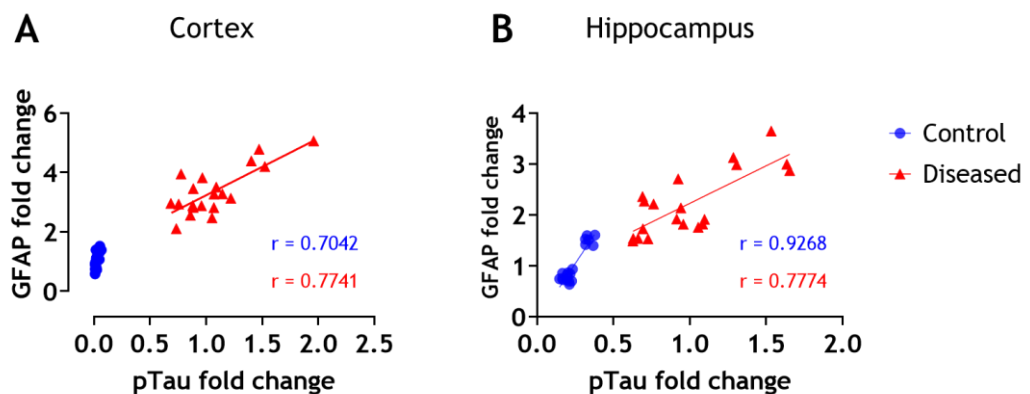 A
Cortex
GFAP fold change
6
4
2
0
r = 0.7042
r = 0.7741
0.0 0.5 1.0 1.5 2.0 2.5
pTau fold change
B
Hippocampus
GFAP fold change
4
3
2
1
0
r = 0.9268
r = 0.7774
0.0 0.5 1.0 1.5 2.0
pTau fold change
Control
Diseased